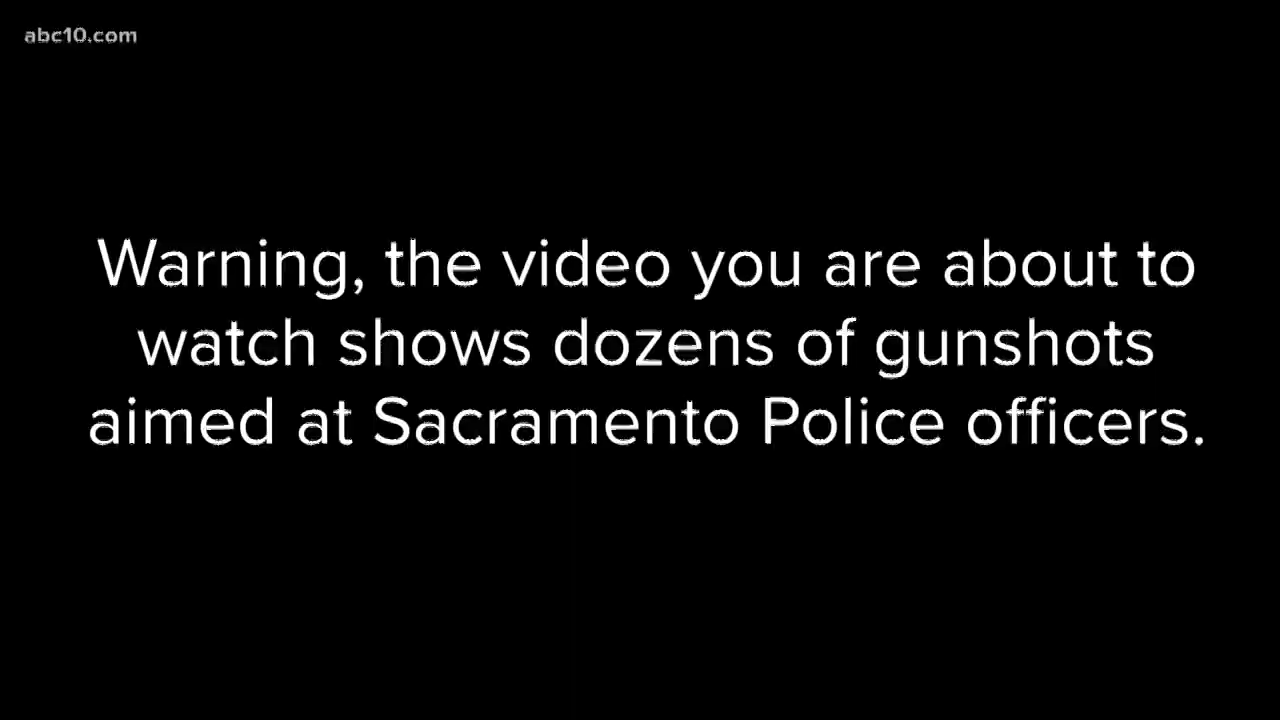 abc10.com
Warning, the video you are about to
watch shows dozens of gunshots
aimed at Sacramento Police officers.